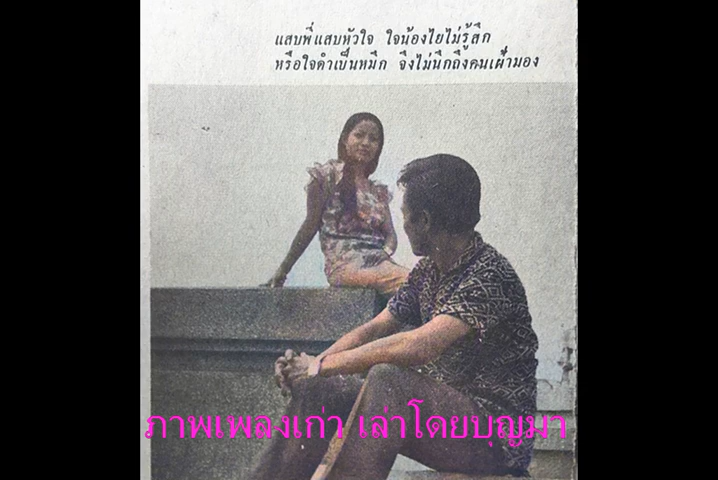 แสบพี่แสบหัวใจ ใจน้องไยไม่รู้สึก
หรือใจดำเป็นหมึก จึงไม่นึกถึงคนเฝ้ามอง
ภาพเพลงเก่า เล่าโดยบุญมา